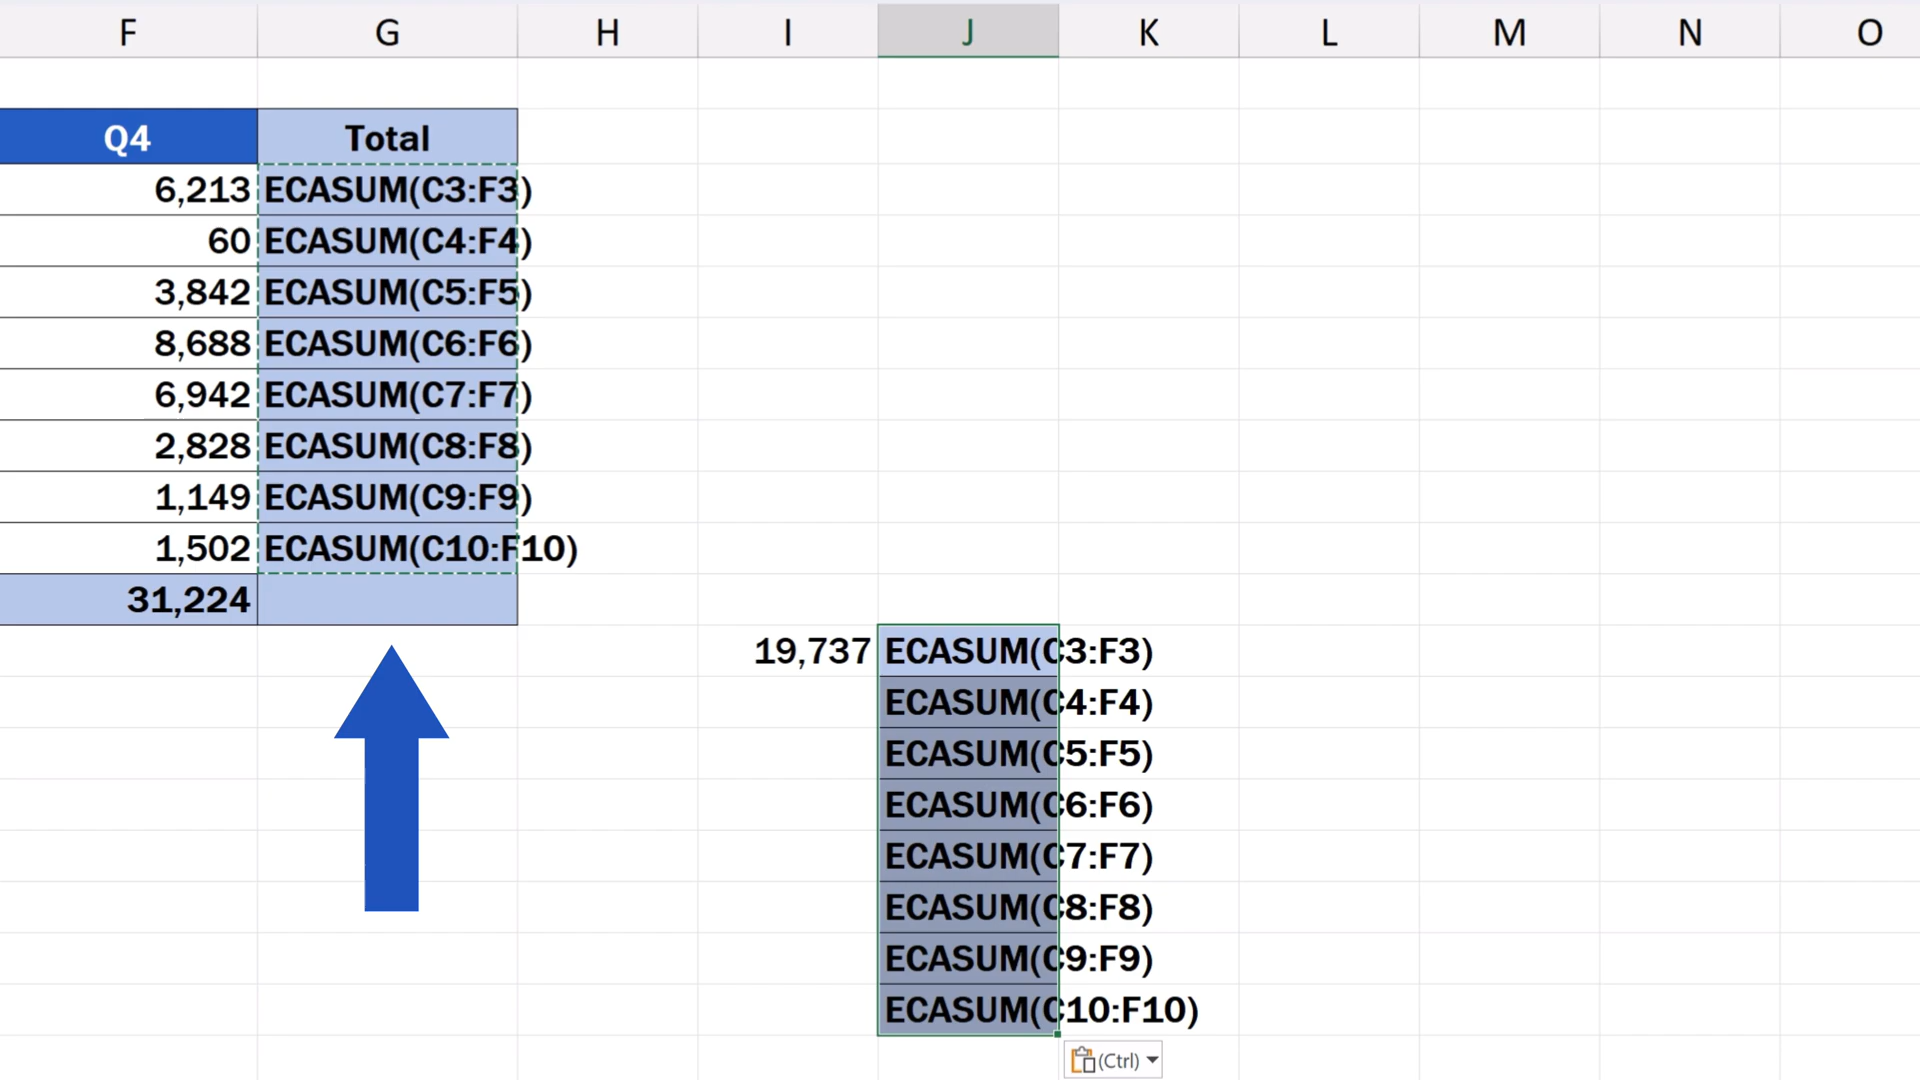 F G H I J K L M N O
Q4 Total
6,213 ECASUM(C3:F3)
60 ECASUM(C4:F4)
3,842 ECASUM(C5:F5)
8,688 ECASUM(C6:F6)
6,942 ECASUM(C7:F7)
2,828 ECASUM(C8:F8)
1,149 ECASUM(C9:F9)
1,502 ECASUM(C10:F10)
31,224
19,737 ECASUM(C3:F3)
ECASUM(C4:F4)
ECASUM(C5:F5)
ECASUM(C6:F6)
ECASUM(C7:F7)
ECASUM(C8:F8)
ECASUM(C9:F9)
ECASUM(C10:F10)
(Ctrl)